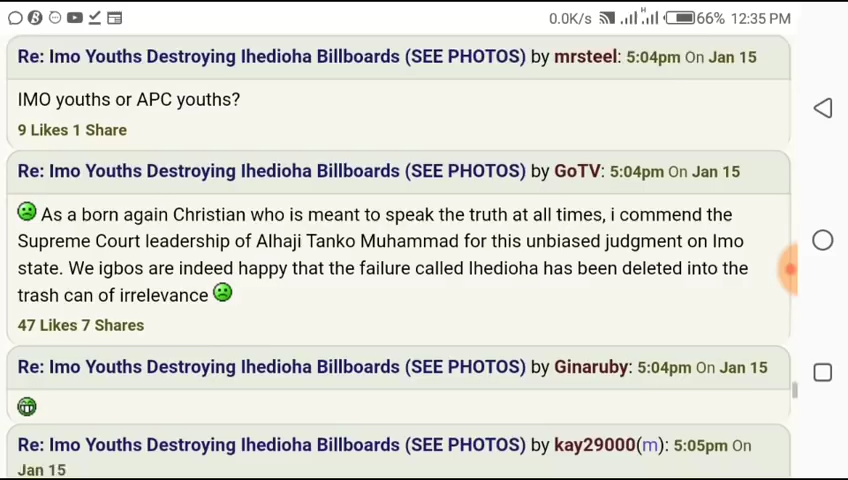 0.0K/s 66% 12:35 PM
Re: Imo Youths Destroying Ihedioha Billboards (SEE PHOTOS) by mrsteel: 5:04pm On Jan 15
IMO youths or APC youths?
9 Likes 1 Share
Re: Imo Youths Destroying Ihedioha Billboards (SEE PHOTOS) by GoTV: 5:04pm On Jan 15
As a born again Christian who is meant to speak the truth at all times, i commend the
Supreme Court leadership of Alhaji Tanko Muhammad for this unbiased judgment on Imo
state. We igbos are indeed happy that the failure called Ihedioha has been deleted into the
trash can of irrelevance
47 Likes 7 Shares
Re: Imo Youths Destroying Ihedioha Billboards (SEE PHOTOS) by Ginaruby: 5:04pm On Jan 15
Re: Imo Youths Destroying Ihedioha Billboards (SEE PHOTOS) by kay29000(m): 5:05pm On
Jan 15